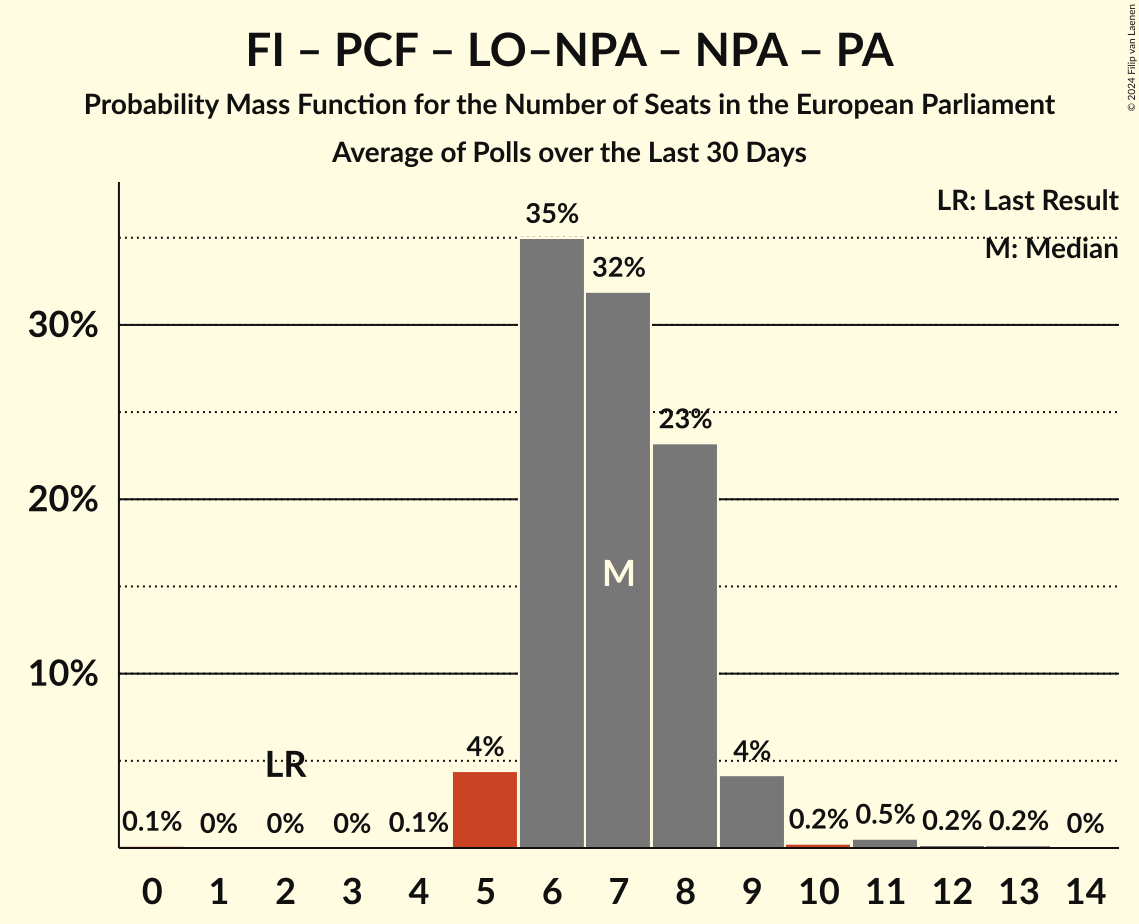 FI – PCF – LO–NPA – NPA – PA
Probability Mass Function for the Number of Seats in the European Parliament
Average of Polls over the Last 30 Days
© 2024 Filip van Laenen
LR: Last Result
M: Median
35%
32%
30%
23%
20%
M
10%
4%
4%
LR
0.1% 0% 0% 0% 0.1% 0.2% 0.5% 0.2% 0.2% 0%
0 1 2 3 4 5 6 7 8 9 10 11 12 13 14